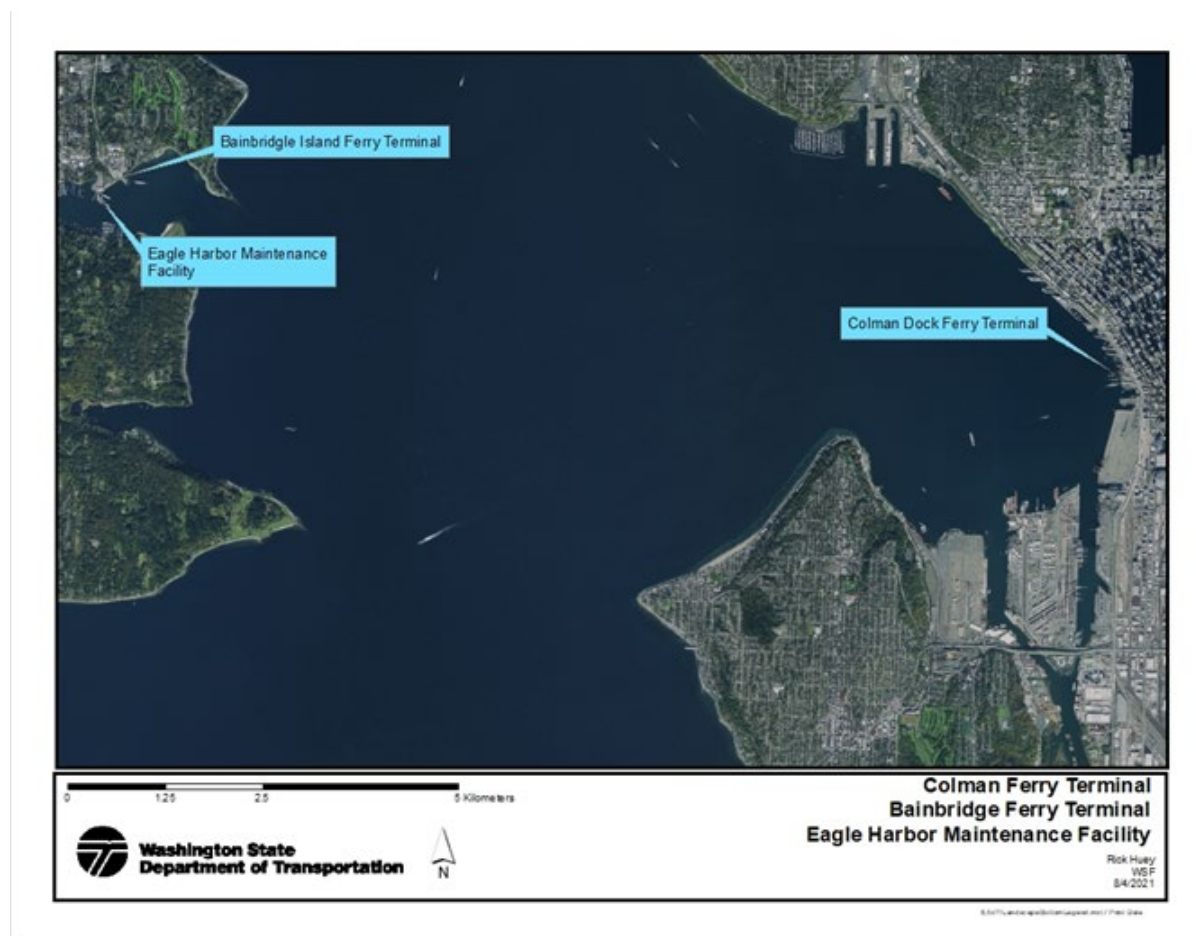 Bainbridgle Island Ferry Terminal
Eagle Harbor Maintenance
Facility
Colman Dock Ferry Terminal
0 1.25 2.5 5 Kilometers
Colman Ferry Terminal
Bainbridge Ferry Terminal
Eagle Harbor Maintenance Facility
Rick Huey
WSF
8/4/2021
Washington State
Department of Transportation
N